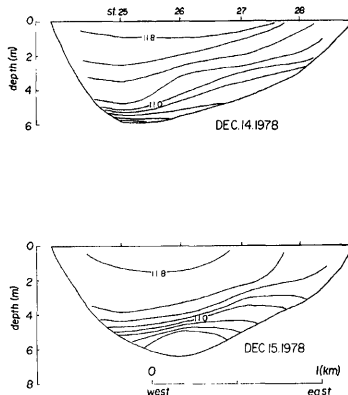 st.25 26 27 28
0
2
4
6
depth (m)
11.8
11.0
DEC. 14. 1978
0
2
4
6
8
depth (m)
11.8
11.0
DEC 15. 1978
0 1 (km)
west east